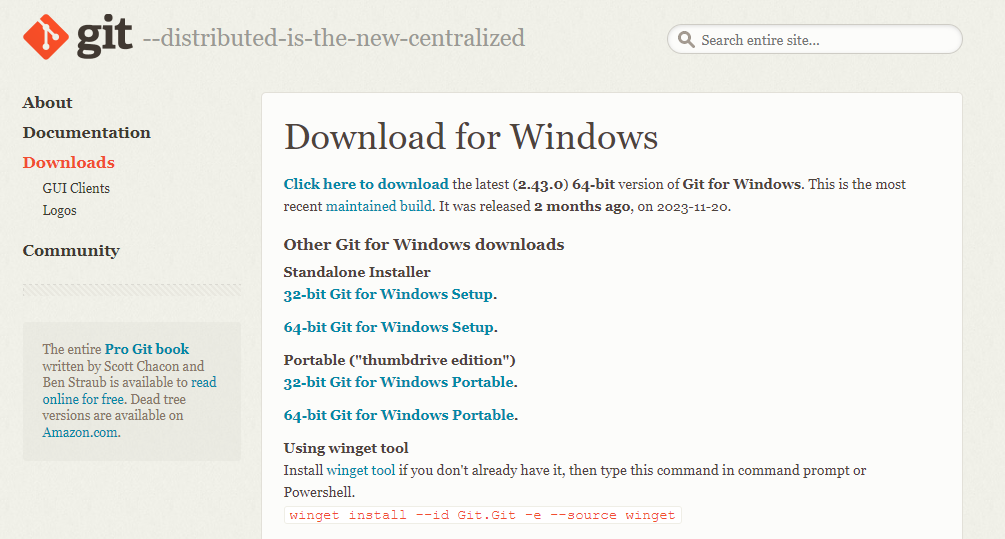 git --distributed-is-the-new-centralized
Search entire site...
About
Documentation
Downloads
GUI Clients
Logos
Community
The entire Pro Git book
written by Scott Chacon and
Ben Straub is available to read
online for free. Dead tree
versions are available on
Amazon.com.
Download for Windows
Click here to download the latest (2.43.0) 64-bit version of Git for Windows. This is the most
recent maintained build. It was released 2 months ago, on 2023-11-20.
Other Git for Windows downloads
Standalone Installer
32-bit Git for Windows Setup.
64-bit Git for Windows Setup.
Portable ("thumbdrive edition")
32-bit Git for Windows Portable.
64-bit Git for Windows Portable.
Using winget tool
Install winget tool if you don't already have it, then type this command in command prompt or
Powershell.
winget install --id Git.Git -e --source winget